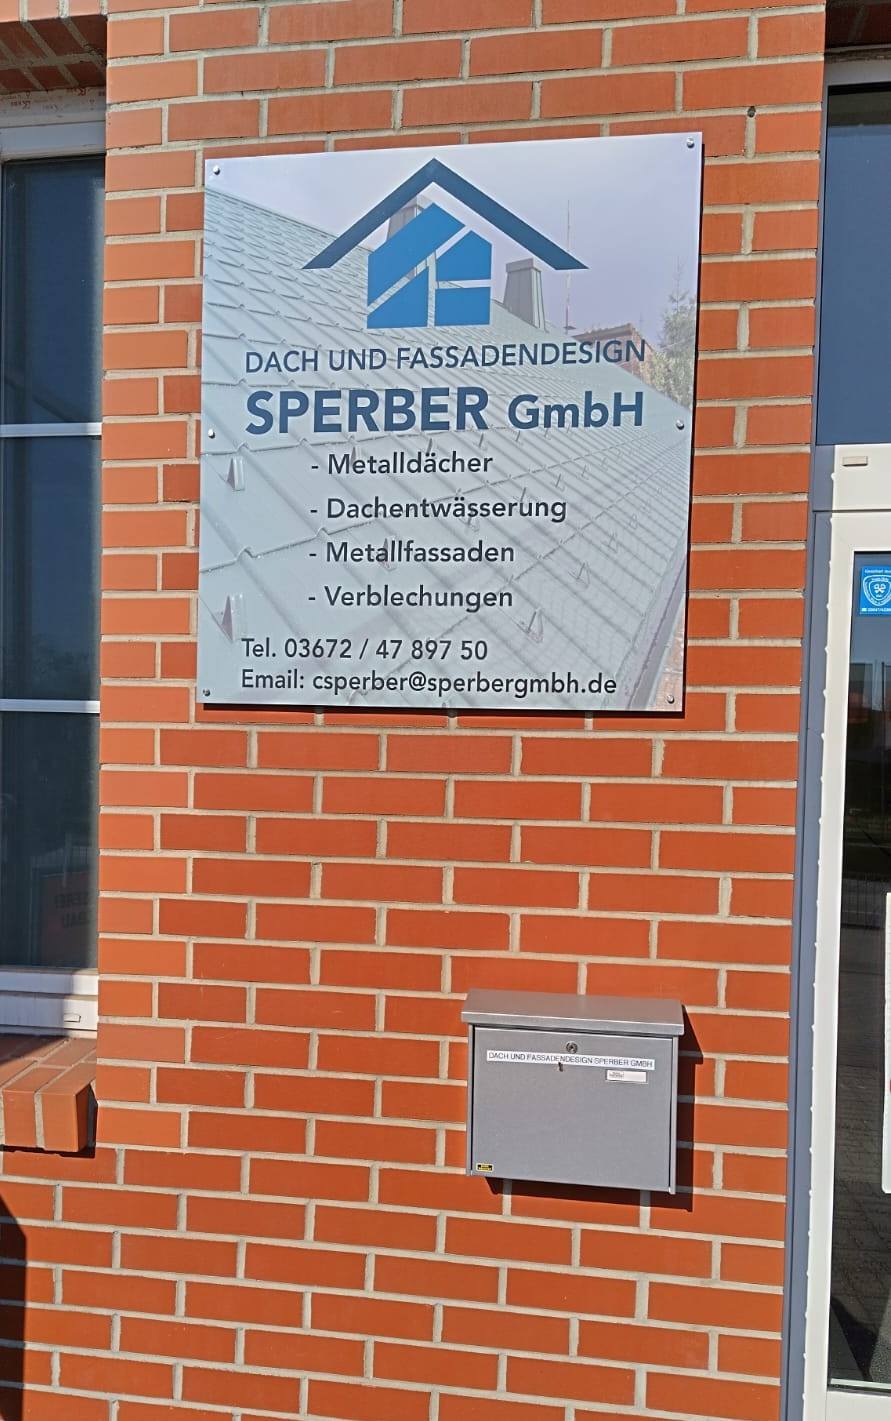 DACH UND FASSADENDESIGN
SPERBER GmbH
- Metalldächer
- Dachentwässerung
- Metallfassaden
- Verblechungen
Tel. 03672 / 47 897 50
Email: csperber@sperbergmbh.de
DACH UND FASSADENDESIGN SPERBER GMBH